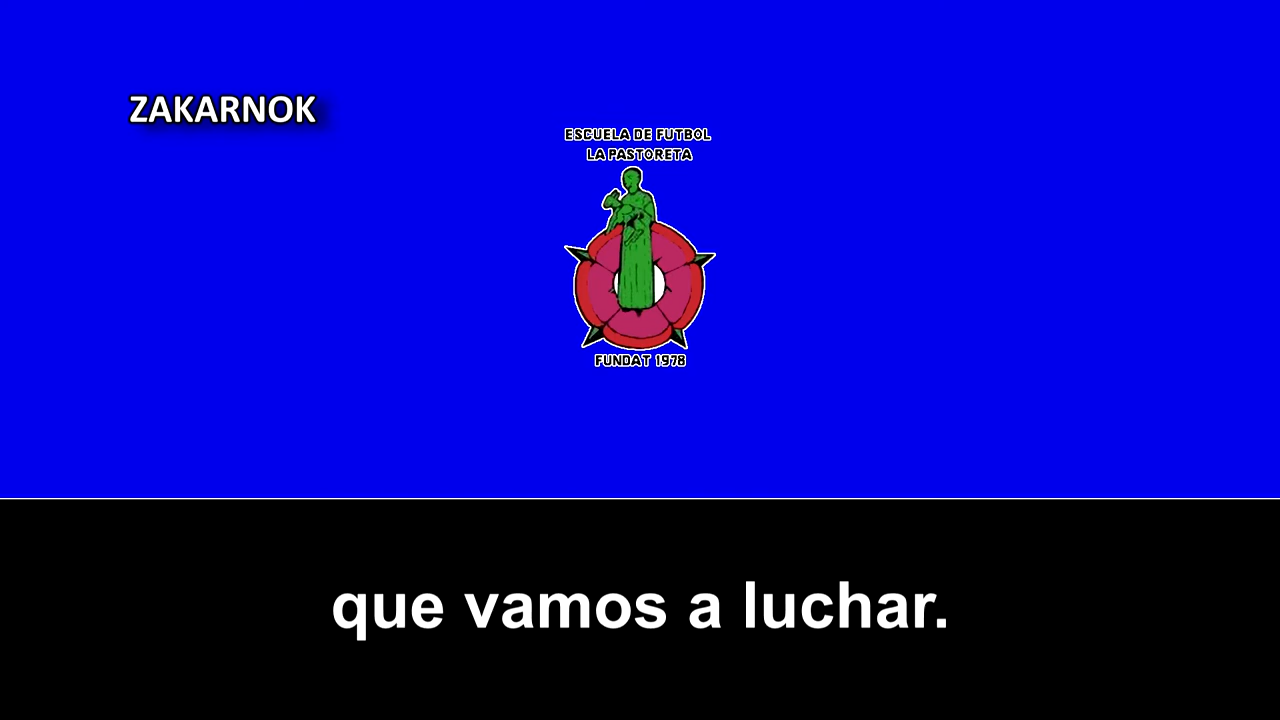 ZAKARNOK
ESCUELA DE FUTBOL
LA PASTORETA
FUNDAT 1978
que vamos a luchar.